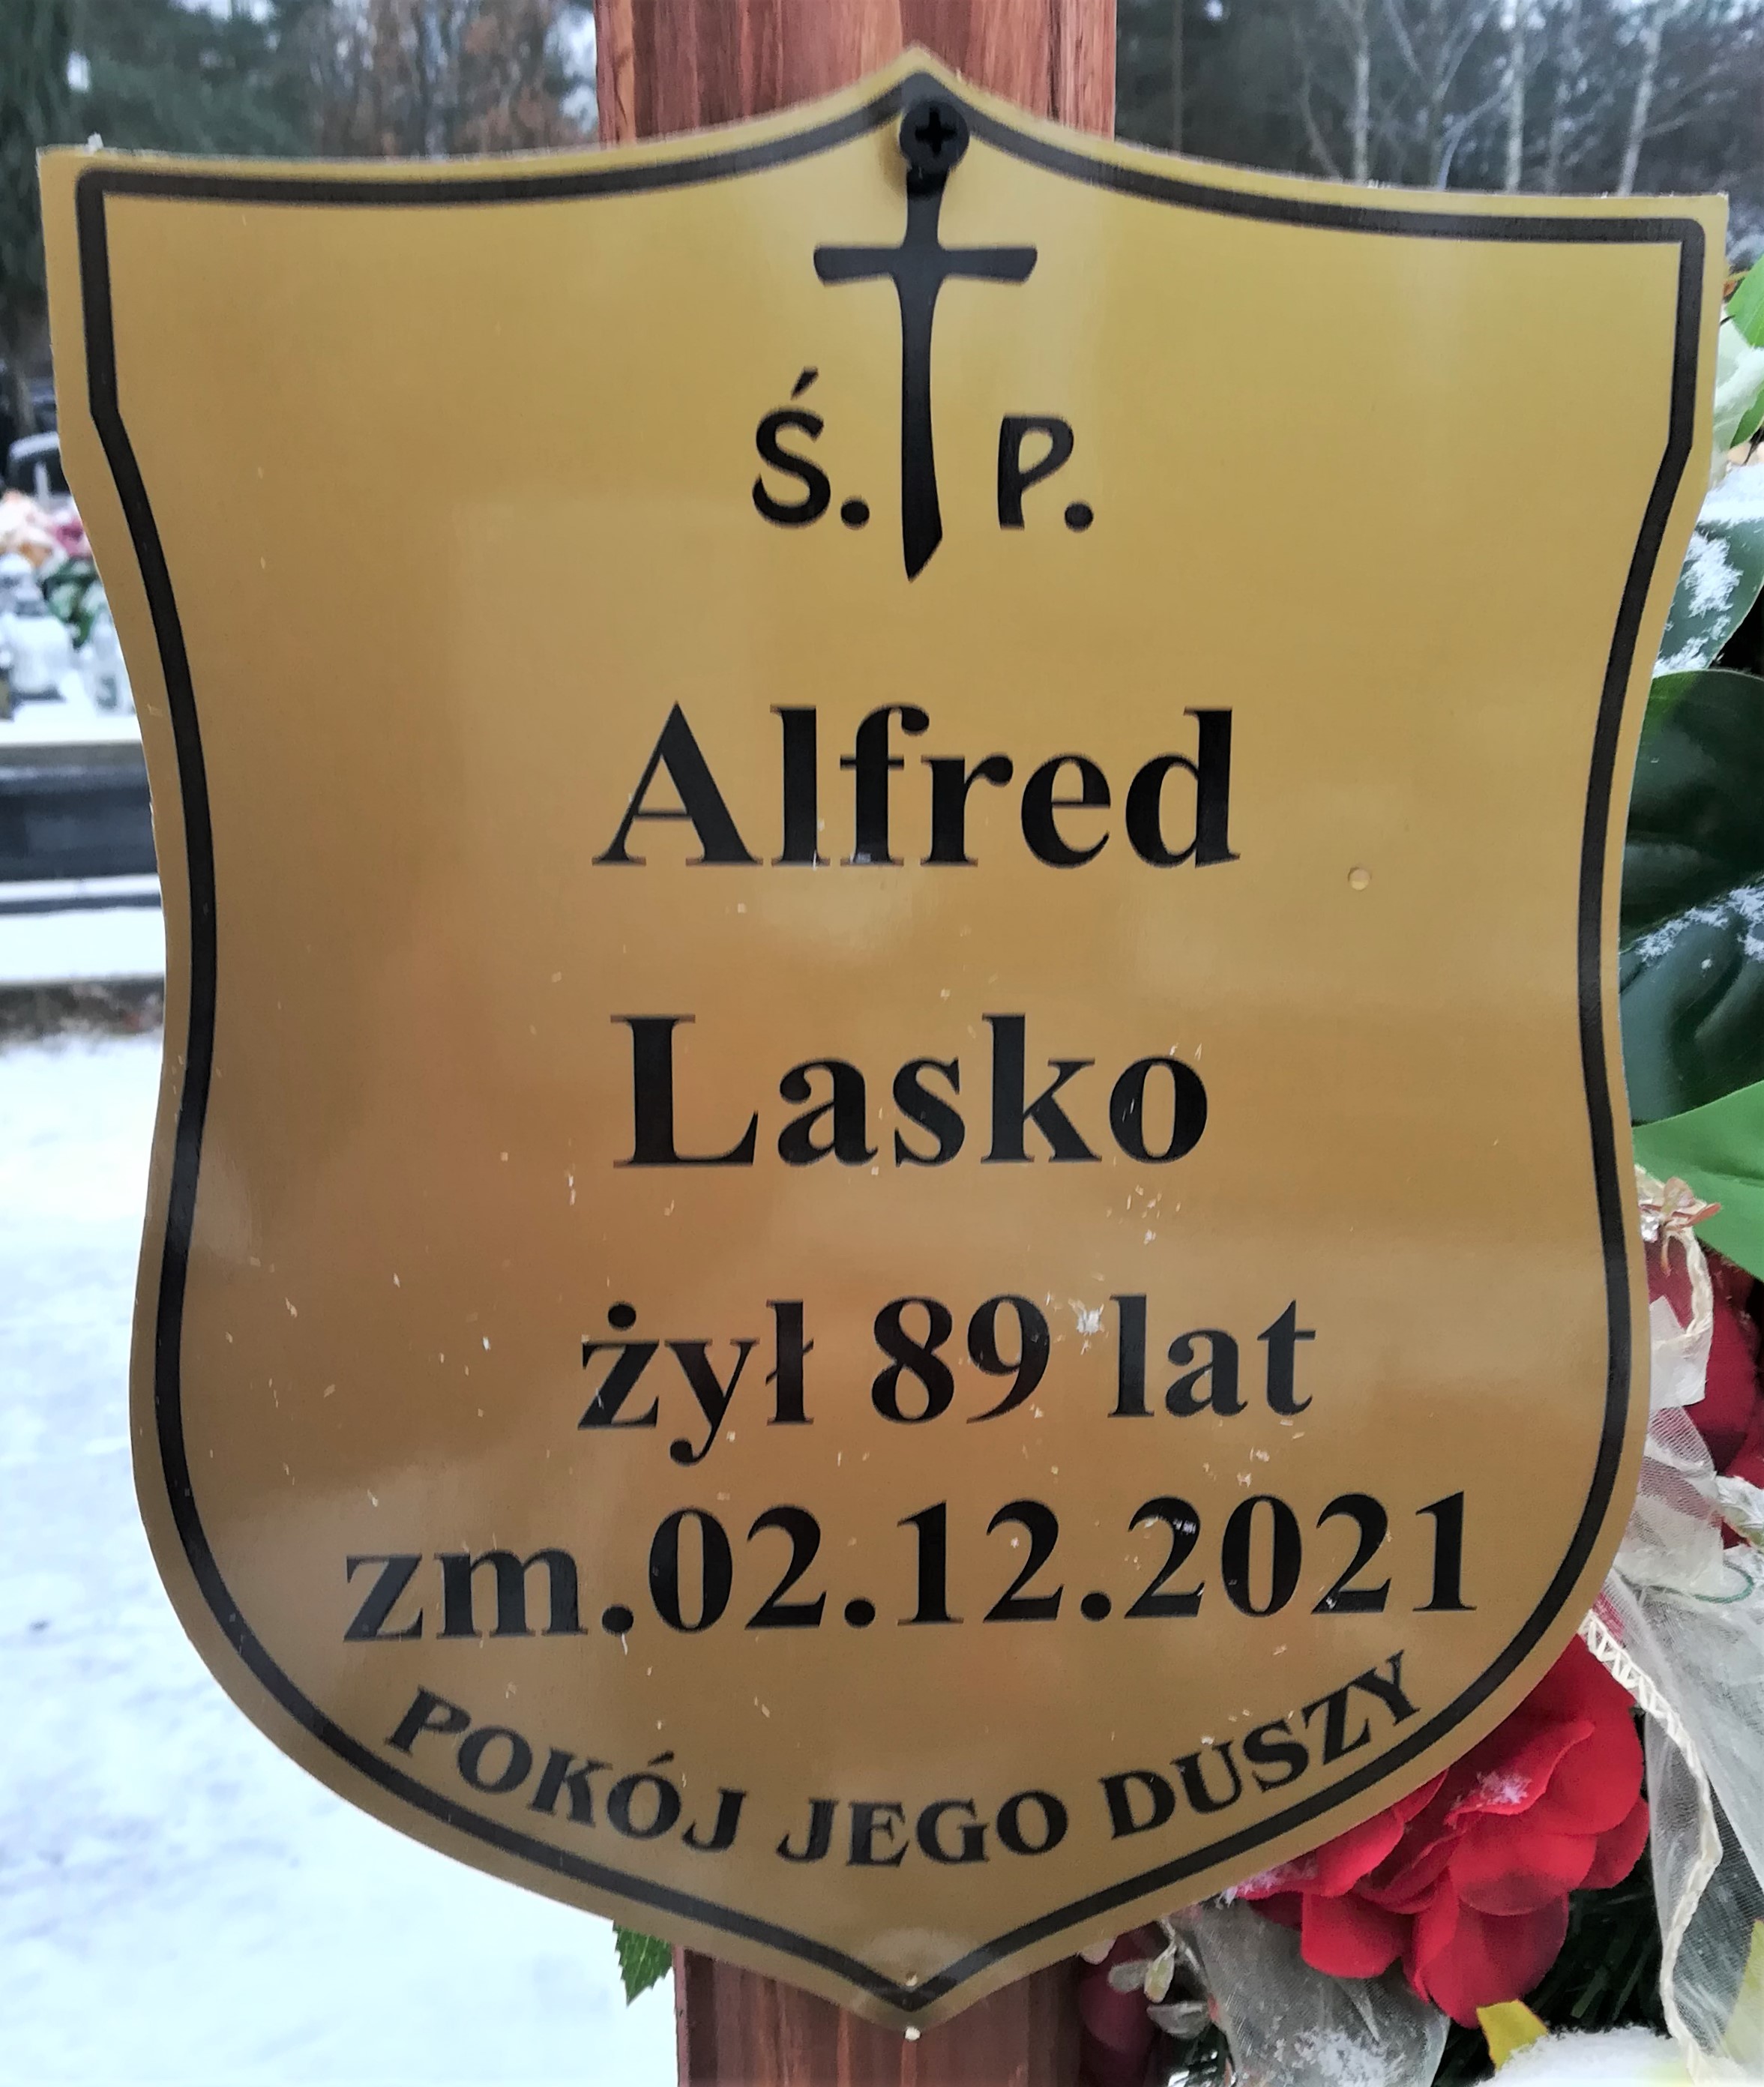 Ś. P.
Alfred
Lasko
żył 89 lat
zm.02.12.2021
POKÓJ JEGO DUSZY